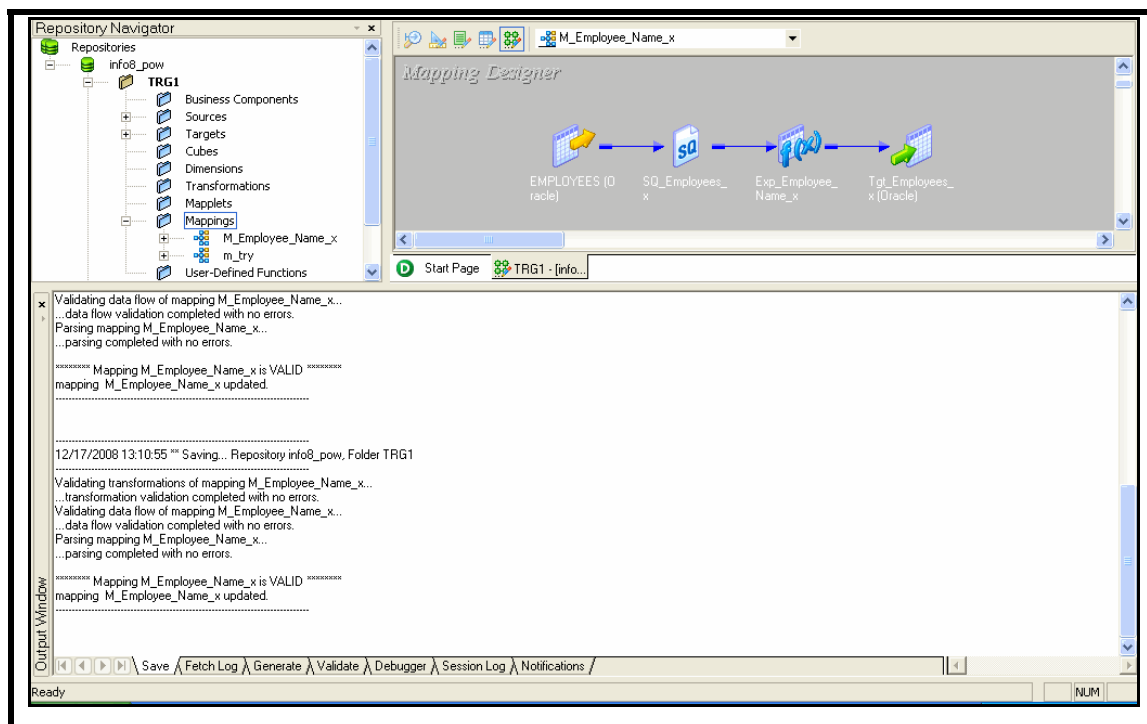 Repository Navigator
Repositories
info8_pow
TRG1
Business Components
Sources
Targets
Cubes
Dimensions
Transformations
Mapplets
Mappings
M_Employee_Name_x
m_try
User-Defined Functions
M_Employee_Name_x
Mapping Designer
EMPLOYEES (O
racle)
SQ
SQ_Employees_
x
f(x)
Exp_Employee_
Name_x
Tgt_Employees_
x (Oracle)
Start Page
TRG1 - [info...
Validating data flow of mapping M_Employee_Name_x...
...data flow validation completed with no errors.
Parsing mapping M_Employee_Name_x...
...parsing completed with no errors.
******** Mapping M_Employee_Name_x is VALID ********
mapping M_Employee_Name_x updated.
12/17/2008 13:10:55 ** Saving... Repository info8_pow, Folder TRG1
Validating transformations of mapping M_Employee_Name_x...
...transformation validation completed with no errors.
Validating data flow of mapping M_Employee_Name_x...
...data flow validation completed with no errors.
Parsing mapping M_Employee_Name_x...
...parsing completed with no errors.
******** Mapping M_Employee_Name_x is VALID ********
mapping M_Employee_Name_x updated.
Output Window
Save Fetch Log Generate Validate Debugger Session Log Notifications
Ready
NUM